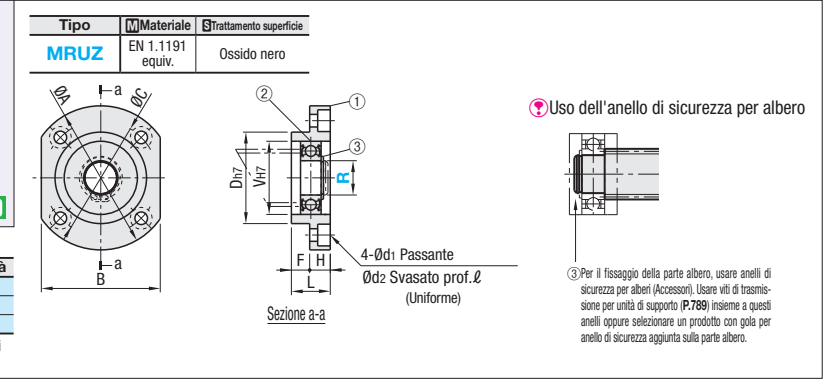 Tipo MMateriale STrattamento superficie
MRUZ EN 1.1191 equiv. Ossido nero
ØA
a
ØC
a
B
②
①
③
Dh7
VH7
R
F H
L
4-Ød1 Passante
Ød2 Svasato prof.ℓ
(Uniforme)
Sezione a-a
Uso dell'anello di sicurezza per albero
③Per il fissaggio della parte albero, usare anelli di
sicurezza per alberi (Accessori). Usare viti di trasmis-
sione per unità di supporto (P.789) insieme a questi
anelli oppure selezionare un prodotto con gola per
anello di sicurezza aggiunta sulla parte albero.
à
i